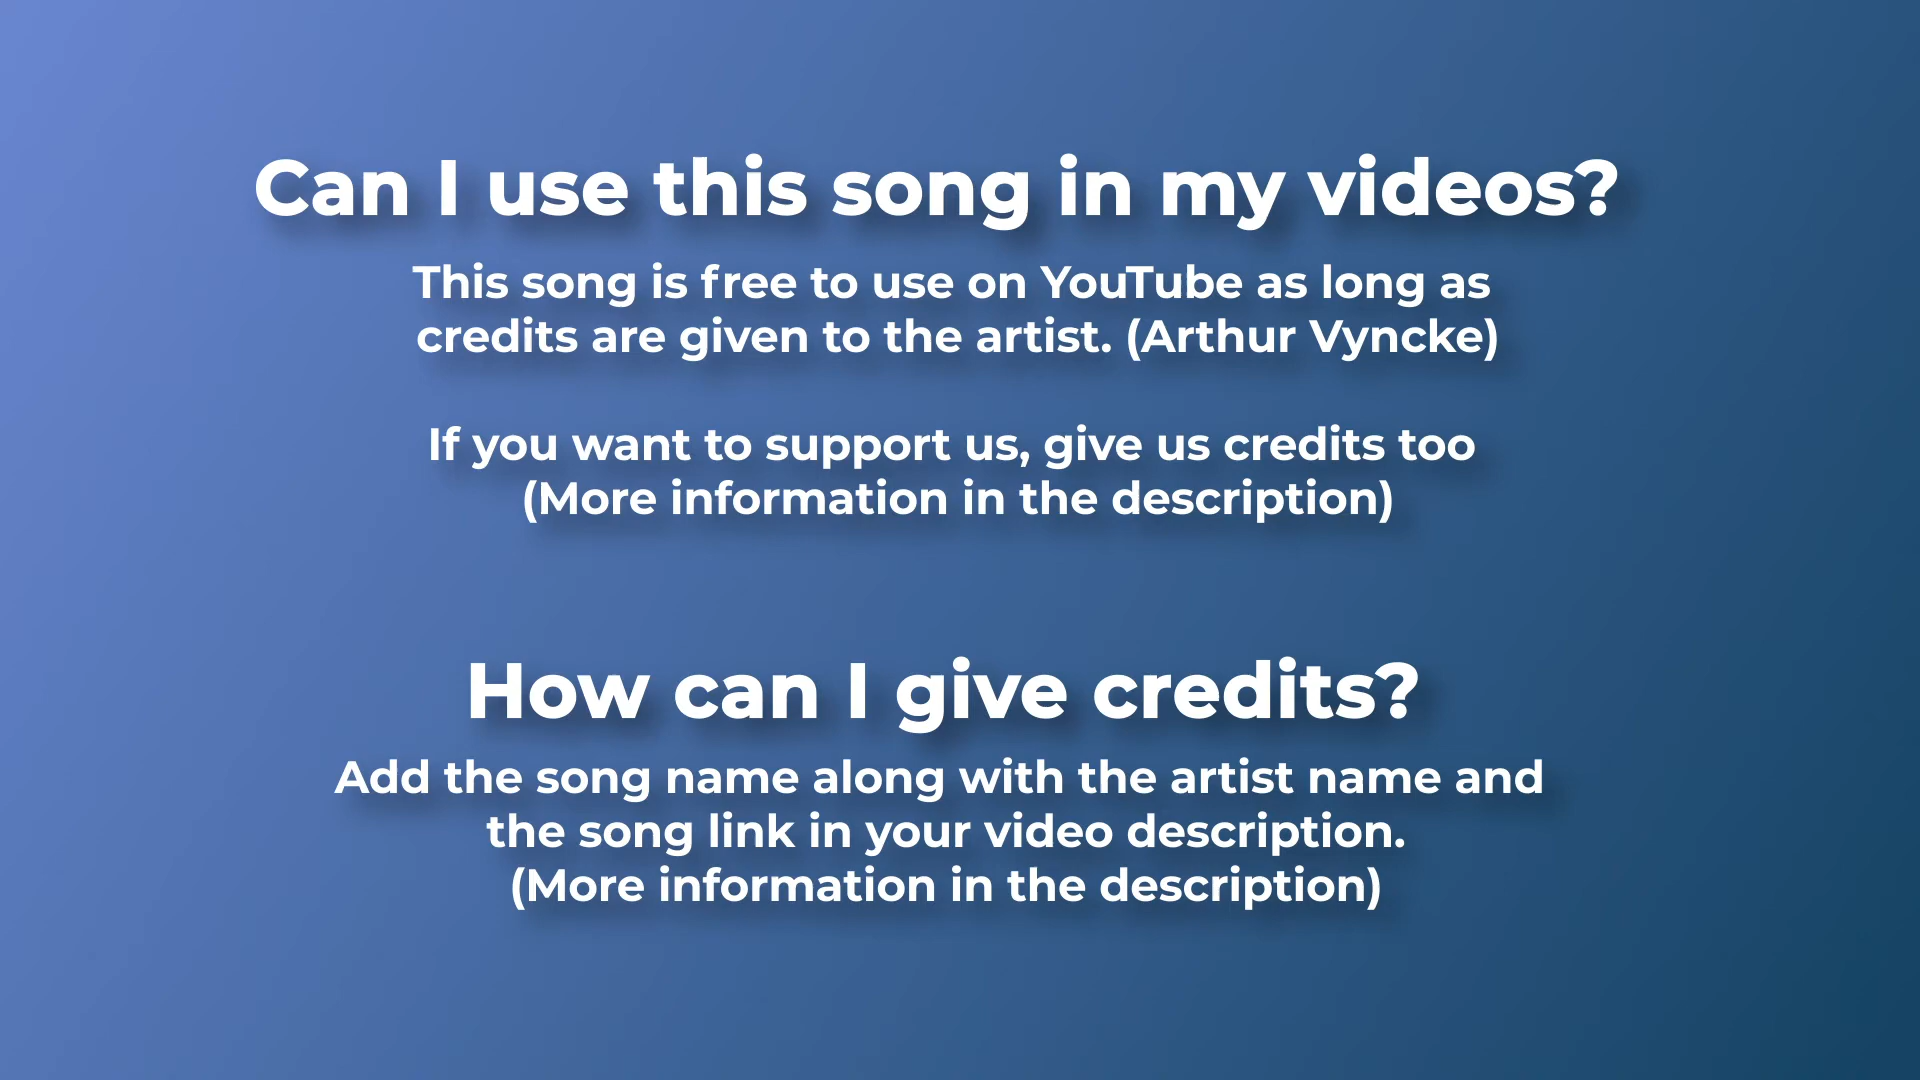 Can I use this song in my videos?
This song is free to use on YouTube as long as
credits are given to the artist. (Arthur Vyncke)
If you want to support us, give us credits too
(More information in the description)
How can I give credits?
Add the song name along with the artist name and
the song link in your video description.
(More information in the description)